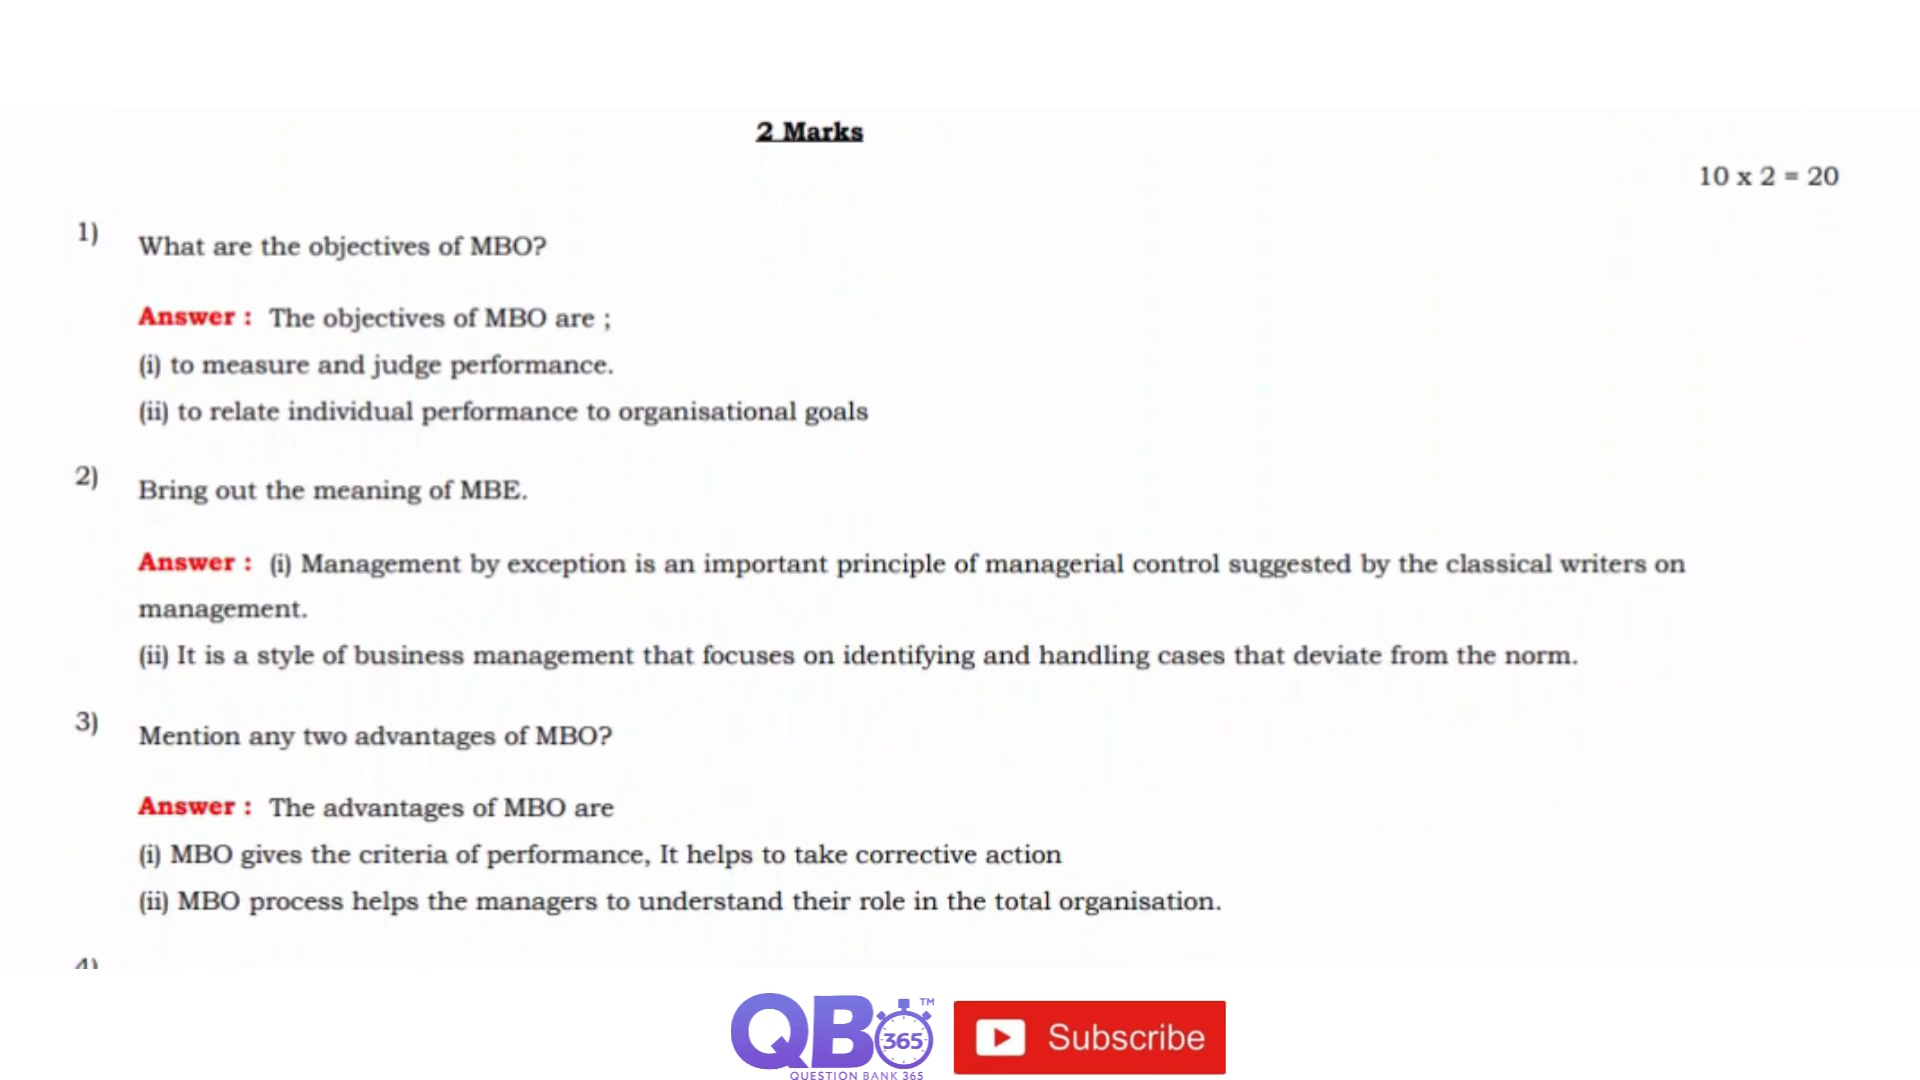 2 Marks
10 x 2 = 20
1)
What are the objectives of MBO?
Answer : The objectives of MBO are ;
(i) to measure and judge performance.
(ii) to relate individual performance to organisational goals
2)
Bring out the meaning of MBE.
Answer : (i) Management by exception is an important principle of managerial control suggested by the classical writers on
management.
(ii) It is a style of business management that focuses on identifying and handling cases that deviate from the norm.
3)
Mention any two advantages of MBO?
Answer : The advantages of MBO are
(i) MBO gives the criteria of performance, It helps to take corrective action
(ii) MBO process helps the managers to understand their role in the total organisation.
4)
QB 365 TM
QUESTION BANK 365
Subscribe